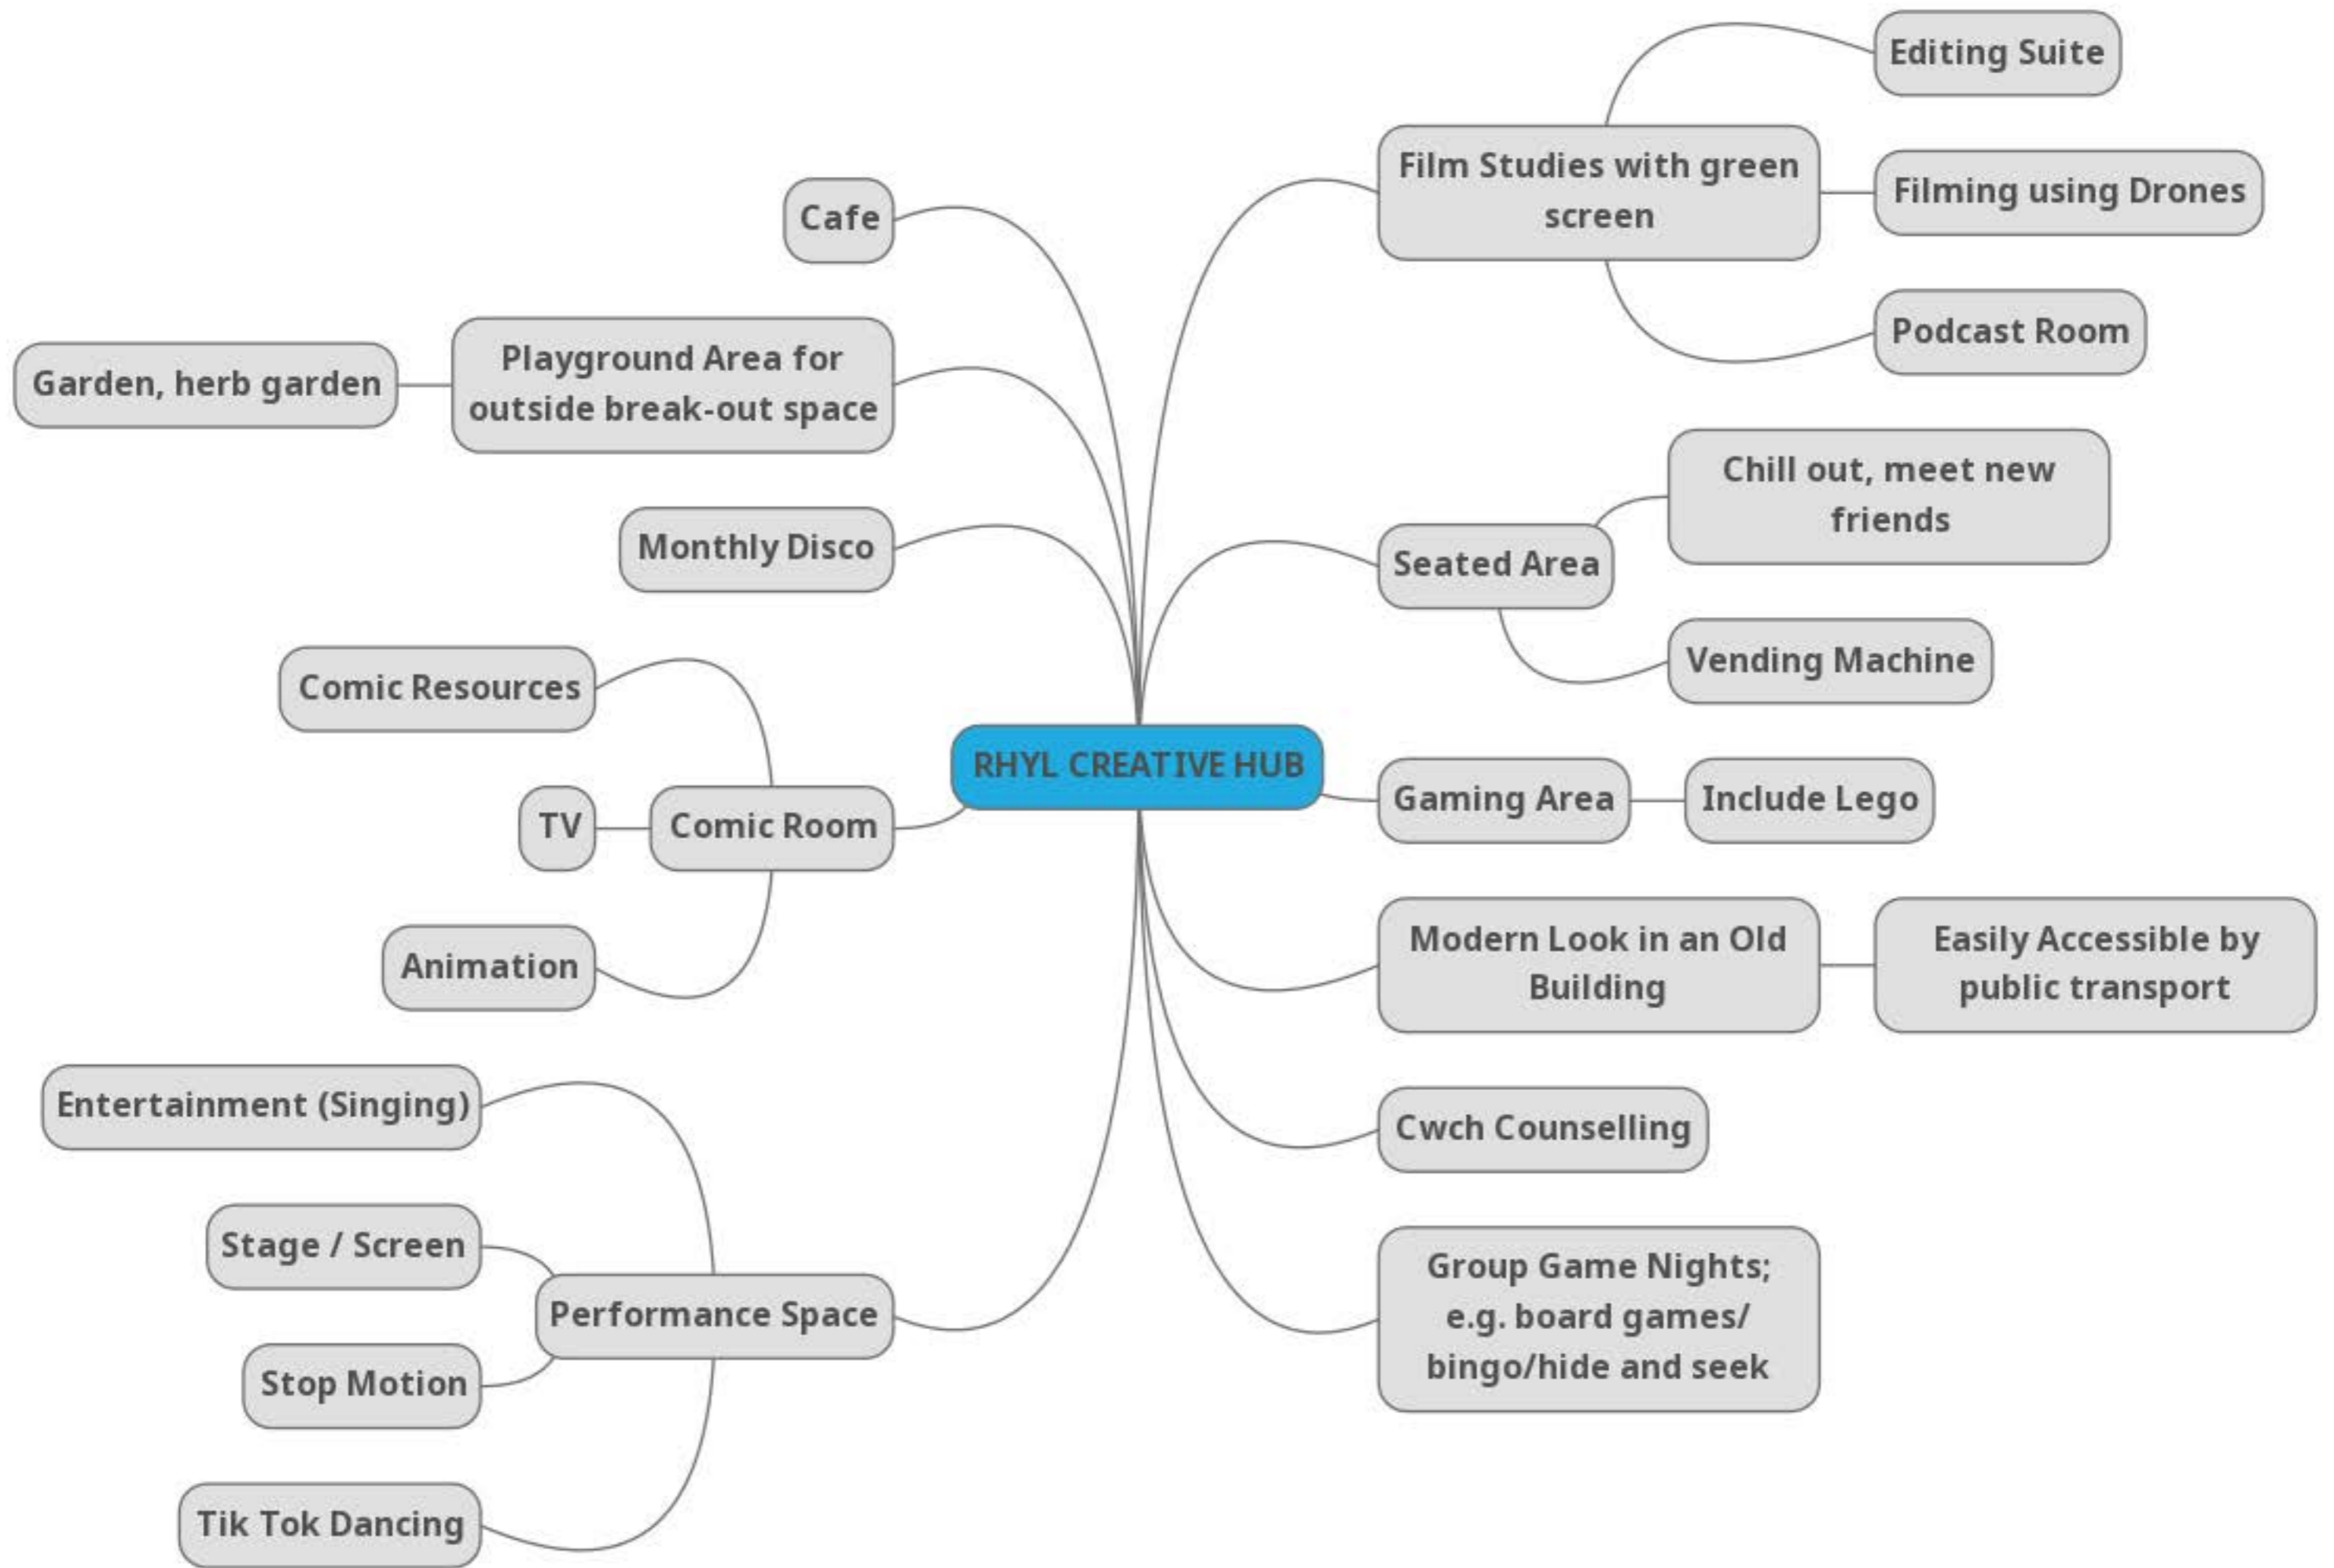 RHYL CREATIVE HUB
Film Studies with green
screen
Editing Suite
Filming using Drones
Podcast Room
Seated Area
Chill out, meet new
friends
Vending Machine
Gaming Area
Include Lego
Modern Look in an Old
Building
Easily Accessible by
public transport
Cwch Counselling
Group Game Nights;
e.g. board games/
bingo/hide and seek
Cafe
Playground Area for
outside break-out space
Garden, herb garden
Monthly Disco
Comic Room
Comic Resources
TV
Animation
Performance Space
Entertainment (Singing)
Stage / Screen
Stop Motion
Tik Tok Dancing